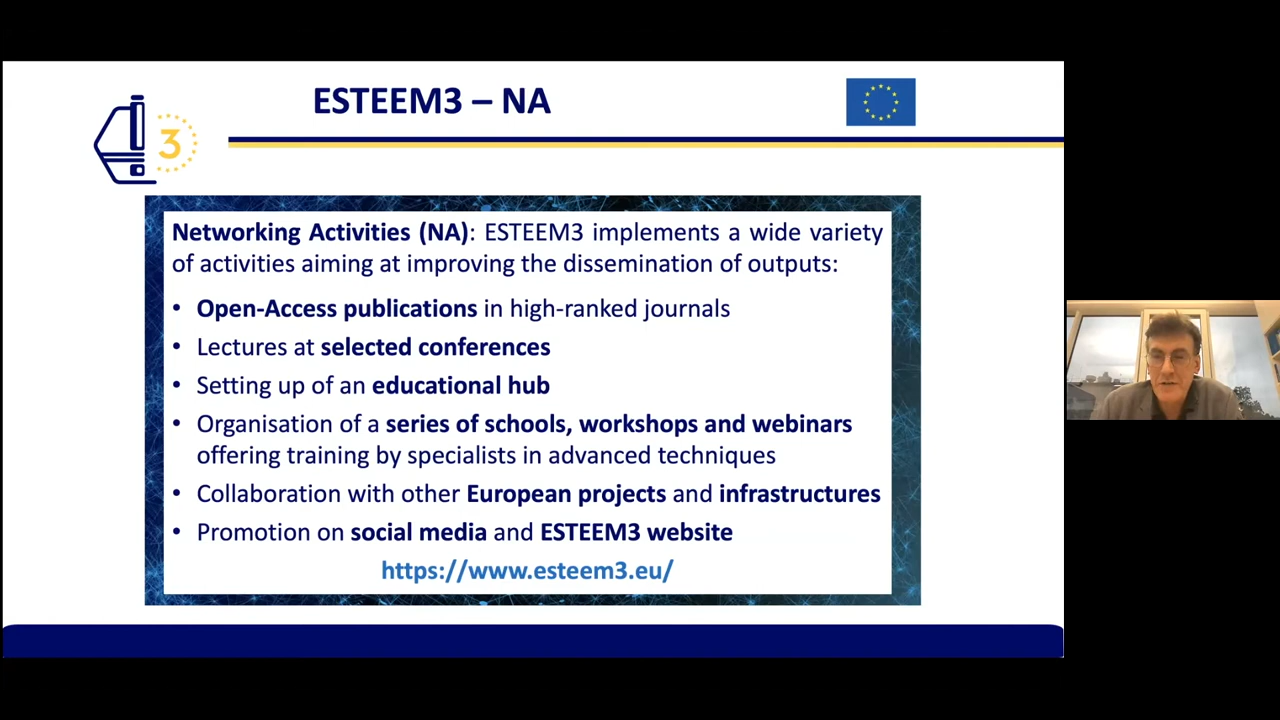 ESTEEM3 – NA
3
Networking Activities (NA): ESTEEM3 implements a wide variety
of activities aiming at improving the dissemination of outputs:
• Open-Access publications in high-ranked journals
• Lectures at selected conferences
• Setting up of an educational hub
• Organisation of a series of schools, workshops and webinars
offering training by specialists in advanced techniques
• Collaboration with other European projects and infrastructures
• Promotion on social media and ESTEEM3 website
https://www.esteem3.eu/